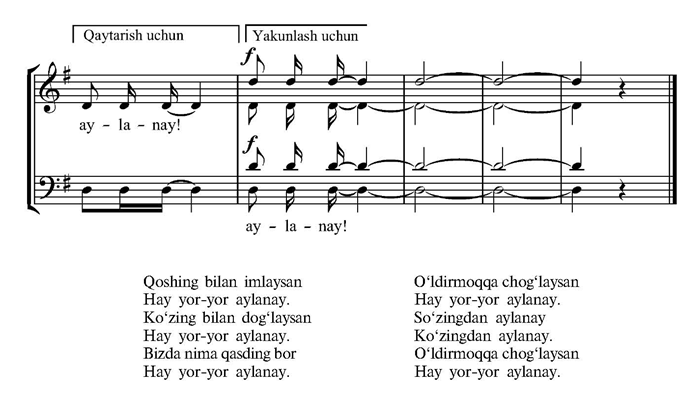 Qaytarish uchun
Yakunlash uchun
f
ay – la – nay!
f
ay – la – nay!
Qoshing bilan imlaysan
Hay yor-yor aylanay.
Ko‘zing bilan dog‘laysan
Hay yor-yor aylanay.
Bizda nima qasding bor
Hay yor-yor aylanay.
O‘ldirmoqqa chog‘laysan
Hay yor-yor aylanay.
So‘zingdan aylanay
Ko‘zingdan aylanay.
O‘ldirmoqqa chog‘laysan
Hay yor-yor aylanay.